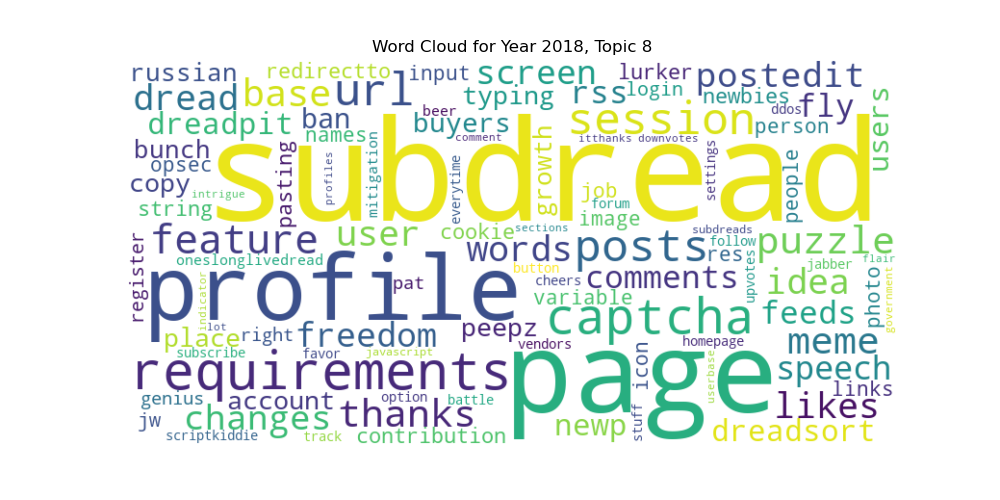 Word Cloud for Year 2018, Topic 8
russian redirectto input screen lurker postedit
dread base url typing rss login newbies fly
dreadpit names ban beer buyers comment session itthanks downvotes ddos person users
bunch opsec
copy intrigue pasting profiles mitigation subdread everytime growth job forum image settings people
string
register feature user cookie words sections posts subdreads res follow upvotes puzzle
oneslonglivedread button comments idea jabber flair
indicator profile pat cheers variable captcha feeds photo government
lot
place right freedom peepz vendors homepage meme
subscribe favor javascript icon userbase speech
requirements page links
genius account option battle likes
jw changes thanks newp stuff dreadsort
scriptkiddie track contribution